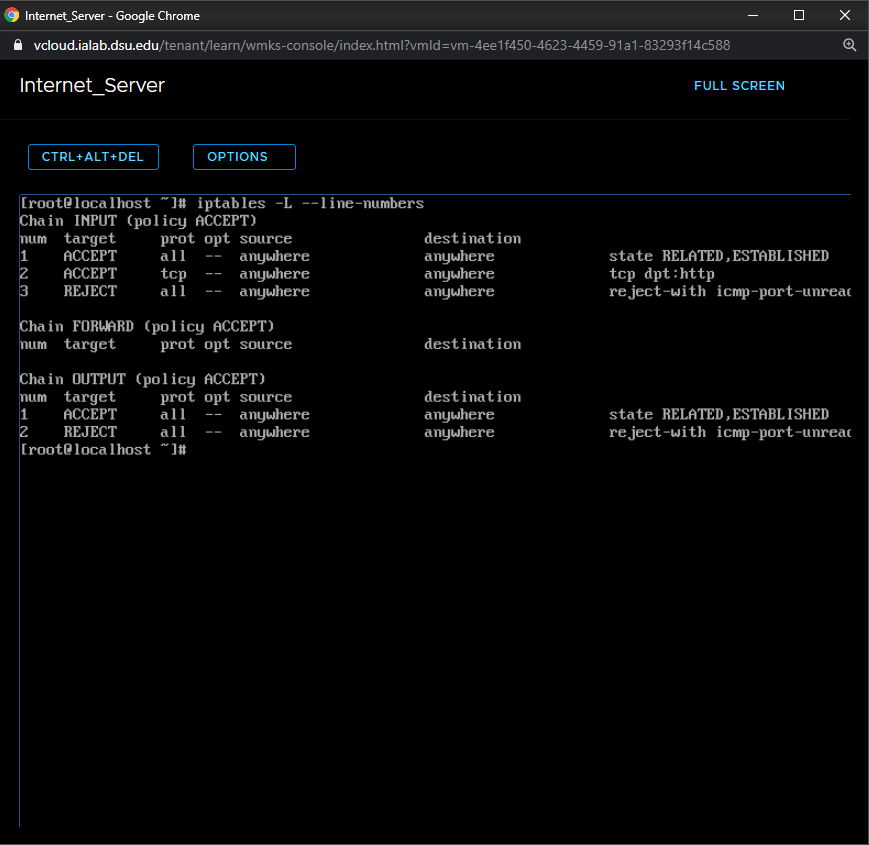 Internet_Server - Google Chrome
vcloud.ialab.dsu.edu/tenant/learn/wmks-console/index.html?vmId=vm-4ee1f450-4623-4459-91a1-83293f14c588
Internet_Server
FULL SCREEN
CTRL+ALT+DEL OPTIONS
[root@localhost ~]# iptables -L --line-numbers
Chain INPUT (policy ACCEPT)
num target prot opt source destination
1 ACCEPT all -- anywhere anywhere state RELATED,ESTABLISHED
2 ACCEPT tcp -- anywhere anywhere tcp dpt:http
3 REJECT all -- anywhere anywhere reject-with icmp-port-unreac
Chain FORWARD (policy ACCEPT)
num target prot opt source destination
Chain OUTPUT (policy ACCEPT)
num target prot opt source destination
1 ACCEPT all -- anywhere anywhere state RELATED,ESTABLISHED
2 REJECT all -- anywhere anywhere reject-with icmp-port-unreac
[root@localhost ~]#